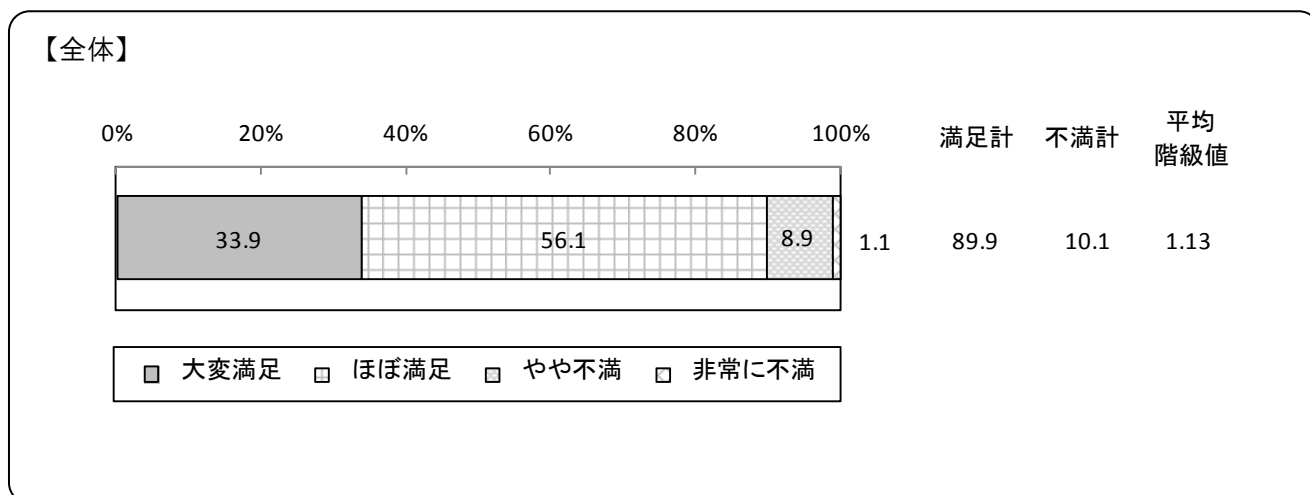 【全体】
0% 20% 40% 60% 80% 100% 満足計 不満計 平均
階級値
33.9 56.1 8.9 1.1 89.9 10.1 1.13
大変満足 ほぼ満足 やや不満 非常に不満